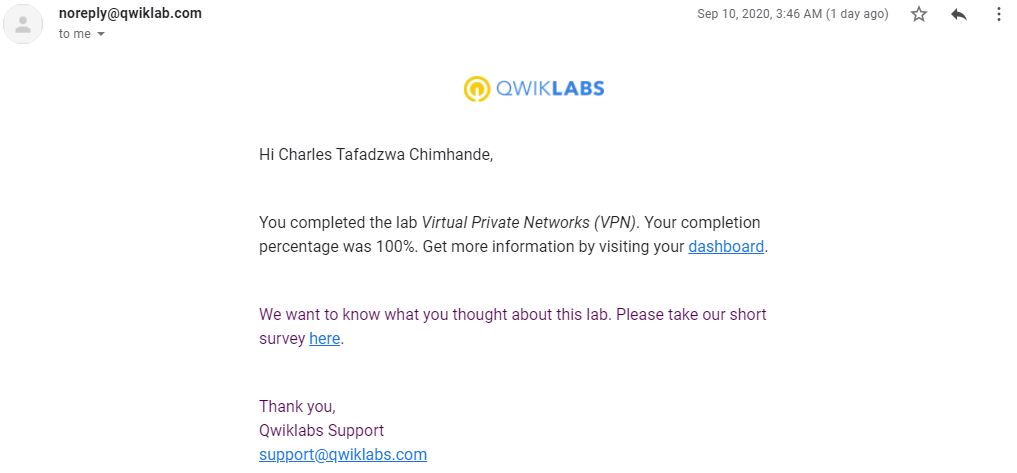 noreply@qwiklab.com
Sep 10, 2020, 3:46 AM (1 day ago)
to me
QWIKLABS
Hi Charles Tafadzwa Chimhande,
You completed the lab Virtual Private Networks (VPN). Your completion
percentage was 100%. Get more information by visiting your dashboard.
We want to know what you thought about this lab. Please take our short
survey here.
Thank you,
Qwiklabs Support
support@qwiklabs.com